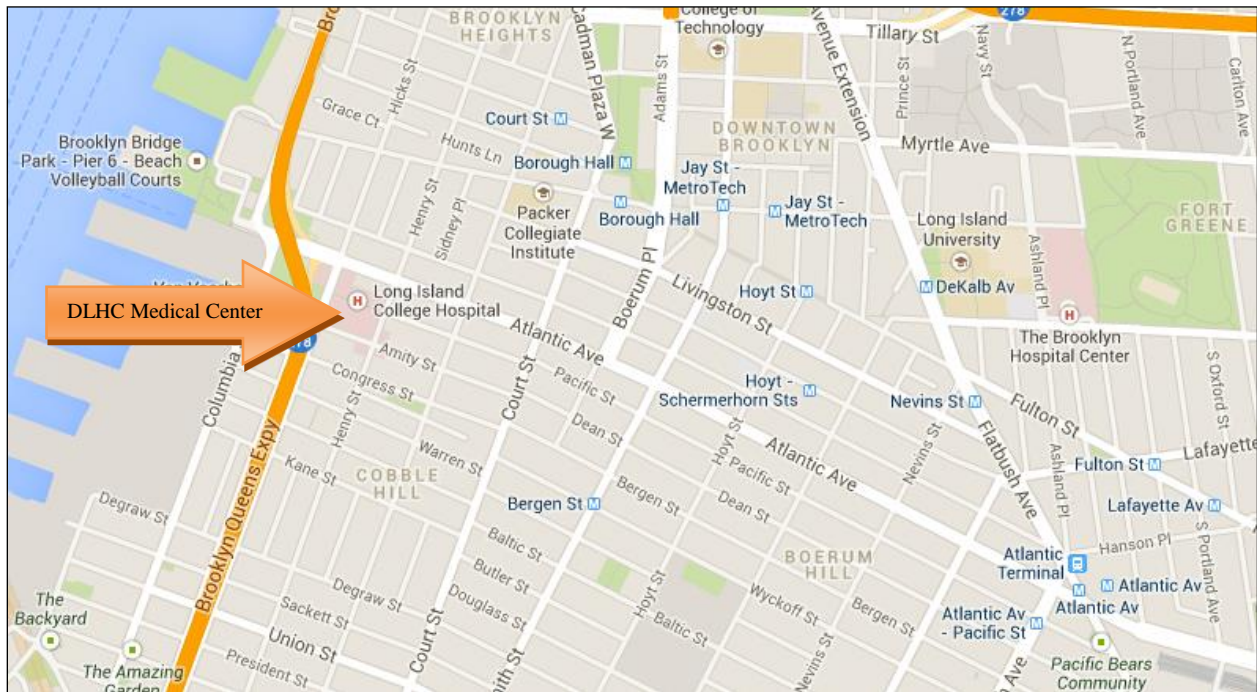 BROOKLYN
HEIGHTS
Cadman Plaza W
College of
Technology
Avenue Extension
278
Tillary St
Navy St
N Portland Ave
Carlton Ave
Prince St
Adams St
Hicks St
Grace Ct
Court St
DOWNTOWN
BROOKLYN
Myrtle Ave
Brooklyn Bridge
Park - Pier 6 - Beach
Volleyball Courts
Hunts Ln
Borough Hall
Jay St -
MetroTech
Henry St
Sidney Pl
Packer
Collegiate
Institute
Borough Hall
Jay St -
MetroTech
Long Island
University
Ashland Pl
FORT
GREENE
Boerum Pl
Livingston St
Hoyt St
DeKalb Av
DLHC Medical Center
Long Island
College Hospital
Atlantic Ave
The Brooklyn
Hospital Center
S Oxford St
Columbia
Amity St
Congress St
Court St
Pacific St
Hoyt -
Schermerhorn Sts
Nevins St
Fulton St
Flatbush Ave
Henry St
Warren St
Dean St
Hoyt St
Atlantic Ave
Nevins St
Ashland Pl
Lafayette
Fulton St
Brooklyn Queens Expy
Kane St
COBBLE
HILL
Pacific St
Bergen St
Bergen St
Dean St
Lafayette Av
S Portland Ave
Degraw St
Baltic St
BOERUM
HILL
Hanson Pl
Atlantic
Terminal
Butler St
Hoyt St
Wyckoff St
Bergen St
Atlantic Av
Atlantic Av
The
Backyard
Degraw St
Sackett St
Douglass St
Baltic St
Atlantic Av
- Pacific St
Union St
Court St
Nevins St
The Amazing
Garden
President St
Pacific Bears
Community